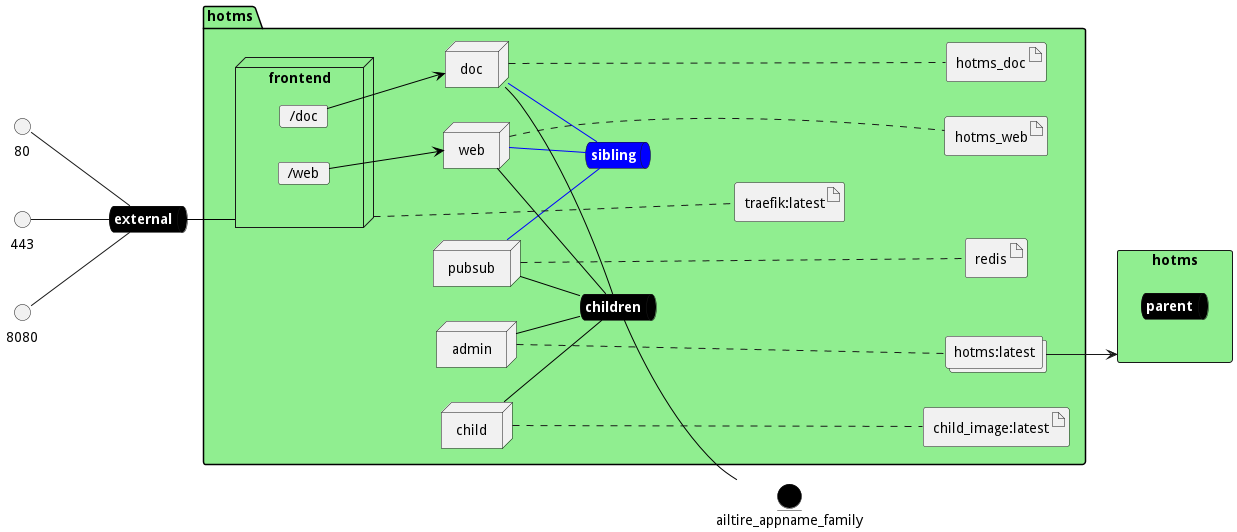 hotms
frontend
/doc
/web
80
443
8080
external
doc
web
pubsub
admin
child
sibling
children
hotms_doc
hotms_web
traefik:latest
redis
hotms:latest
child_image:latest
hotms
parent
ailtire_appname_family